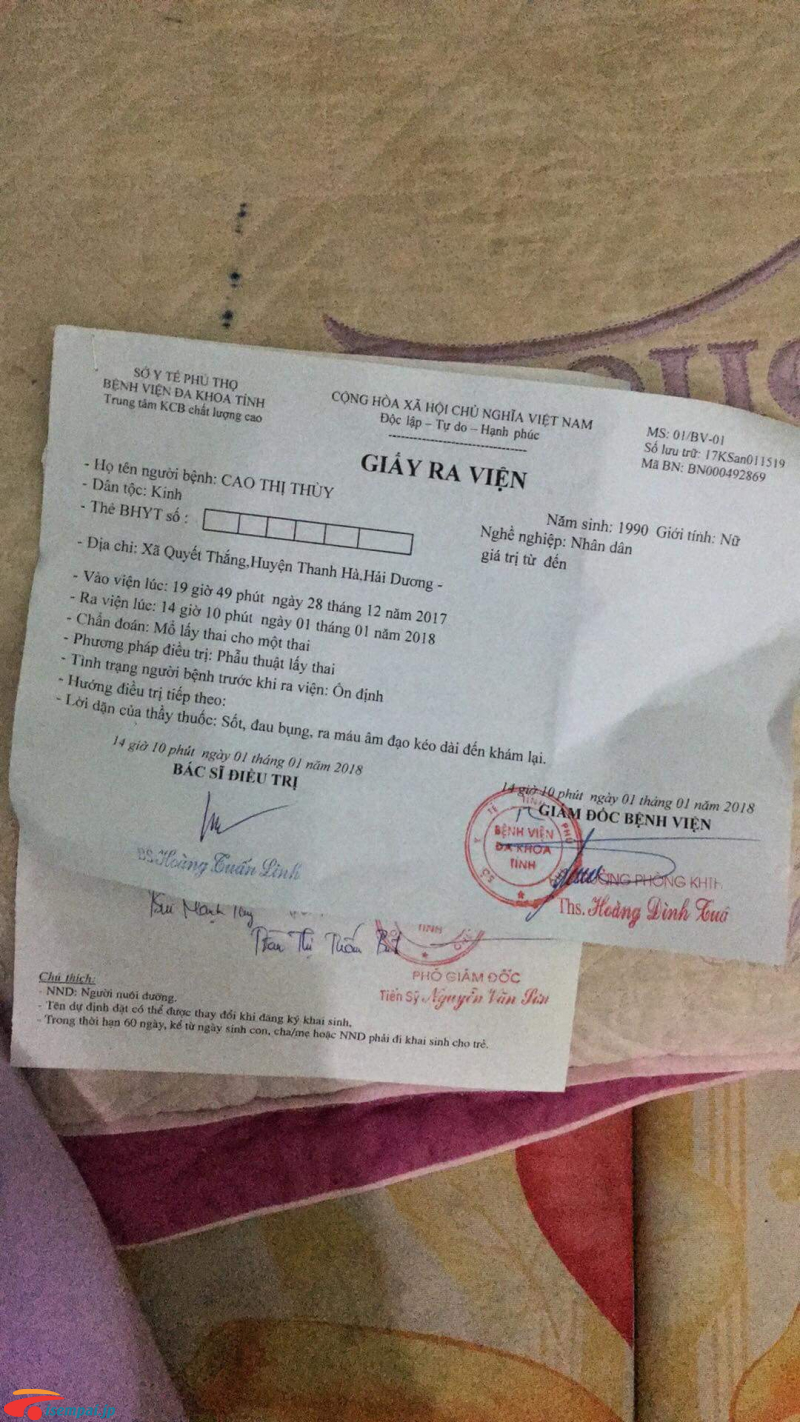 SỞ Y TẾ PHÚ THỌ
BỆNH VIỆN ĐA KHOA TỈNH
Trung tâm KCB chất lượng cao
CỘNG HÒA XÃ HỘI CHỦ NGHĨA VIỆT NAM
Độc lập – Tự do – Hạnh phúc
MS: 01/BV-01
Số lưu trữ: 17KSan011519
Mã BN: BN000492869
GIẤY RA VIỆN
- Họ tên người bệnh: CAO THỊ THÙY
Năm sinh: 1990 Giới tính: Nữ
- Dân tộc: Kinh
Nghề nghiệp: Nhân dân
- Thẻ BHYT số :
giá trị từ đến
- Địa chỉ: Xã Quyết Thắng,Huyện Thanh Hà,Hải Dương -
- Vào viện lúc: 19 giờ 49 phút ngày 28 tháng 12 năm 2017
- Ra viện lúc: 14 giờ 10 phút ngày 01 tháng 01 năm 2018
- Chẩn đoán: Mổ lấy thai cho một thai
- Phương pháp điều trị: Phẫu thuật lấy thai
- Tình trạng người bệnh trước khi ra viện: Ổn định
- Hướng điều trị tiếp theo:
- Lời dặn của thầy thuốc: Sốt, đau bụng, ra máu âm đạo kéo dài đến khám lại.
14 giờ 10 phút ngày 01 tháng 01 năm 2018
BÁC SĨ ĐIỀU TRỊ
14 giờ 10 phút ngày 01 tháng 01 năm 2018
GIÁM ĐỐC BỆNH VIỆN
BỆNH VIỆN
ĐA KHOA
TỈNH
PHÒNG KHTH
BS. Hoàng Tuấn Linh
Ths. Hoàng Đình
Trần Thị Thắm
TỈNH
PHÓ GIÁM ĐỐC
Tiến Sỹ Nguyễn Văn
Chú thích:
- NND: Người nuôi dưỡng.
- Tên dự định đặt có thể được thay đổi khi đăng ký khai sinh.
- Trong thời hạn 60 ngày, kể từ ngày sinh con, cha/mẹ hoặc NND phải đi khai sinh cho trẻ.